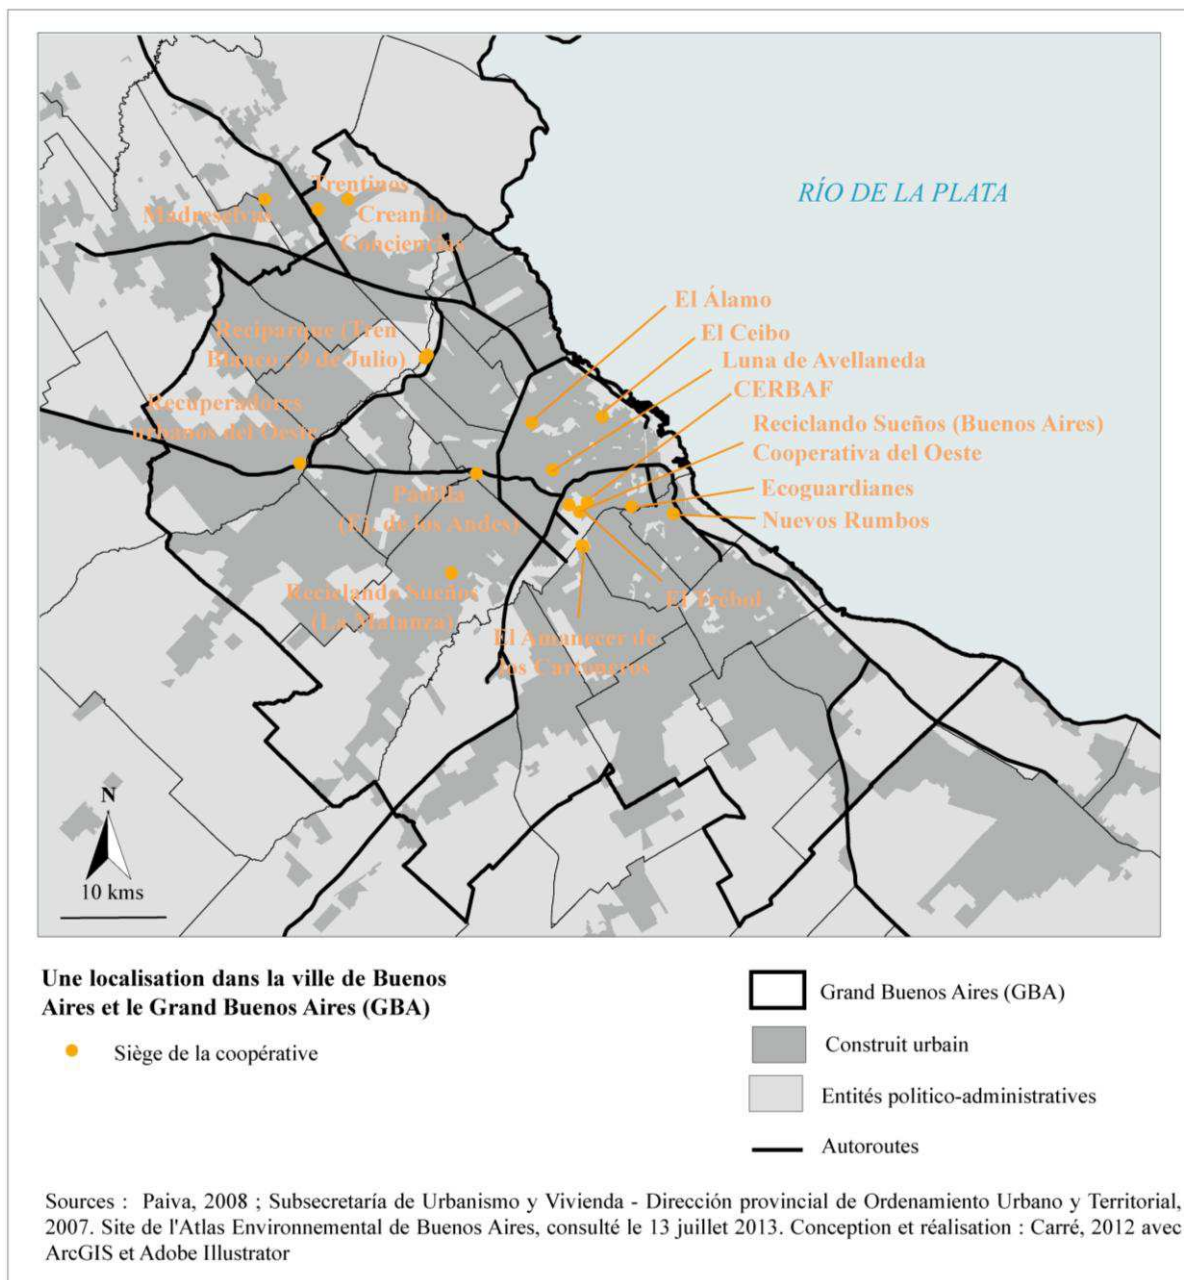 RÍO DE LA PLATA
Trentinos
Madreselvas
Creando
Conciencias
El Álamo
El Ceibo
Reciparque (Tren
Blanco ; 9 de Julio)
Luna de Avellaneda
CERBAF
Recuperadores
urbanos del Oeste
Reciclando Sueños (Buenos Aires)
Cooperativa del Oeste
Ecoguardianes
Nuevos Rumbos
Padilla
(Ej. de los Andes)
Reciclando Sueños
(La Matanza)
El Trébol
El Amanecer de
los Cartoneros
N
10 kms
Une localisation dans la ville de Buenos
Aires et le Grand Buenos Aires (GBA)
Siège de la coopérative
Grand Buenos Aires (GBA)
Construit urbain
Entités politico-administratives
Autoroutes
Sources : Paiva, 2008 ; Subsecretaría de Urbanismo y Vivienda - Dirección provincial de Ordenamiento Urbano y Territorial,
2007. Site de l'Atlas Environnemental de Buenos Aires, consulté le 13 juillet 2013. Conception et réalisation : Carré, 2012 avec
ArcGIS et Adobe Illustrator